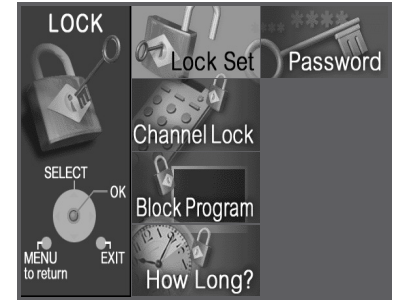 LOCK
SELECT
OK
MENU
to return
EXIT
Lock Set
Password
****
Channel Lock
Block Program
How Long?